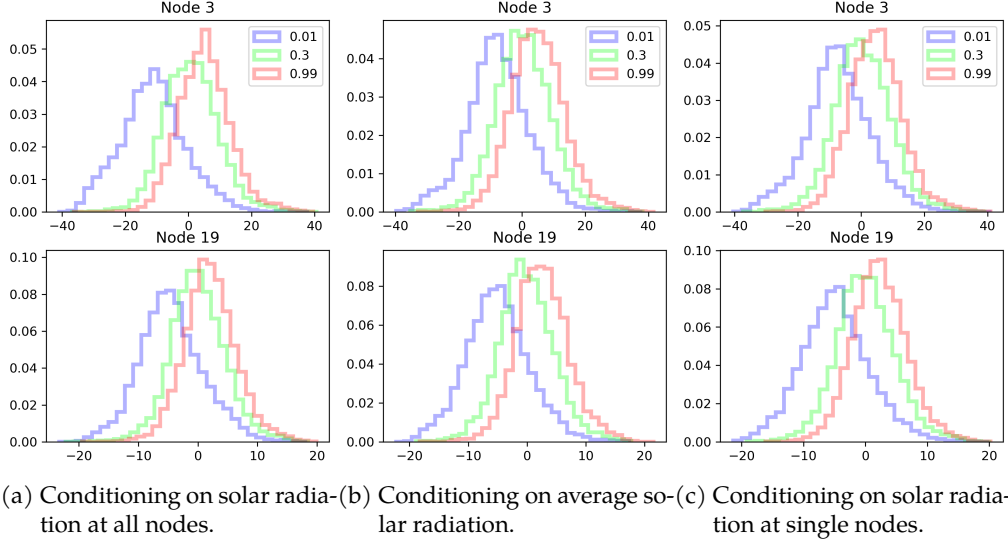 Node 3
0.05
0.04
0.03
0.02
0.01
0.00
−40 −20 0 20 40
0.01
0.3
0.99
Node 3
0.04
0.03
0.02
0.01
0.00
−40 −20 0 20 40
0.01
0.3
0.99
Node 3
0.05
0.04
0.03
0.02
0.01
0.00
−40 −20 0 20 40
0.01
0.3
0.99
Node 19
0.10
0.08
0.06
0.04
0.02
0.00
−20 −10 0 10 20
Node 19
0.08
0.06
0.04
0.02
0.00
−20 −10 0 10 20
Node 19
0.10
0.08
0.06
0.04
0.02
0.00
−20 −10 0 10 20
(a) Conditioning on solar radia-
tion at all nodes.
(b) Conditioning on average so-
lar radiation.
(c) Conditioning on solar radia-
tion at single nodes.